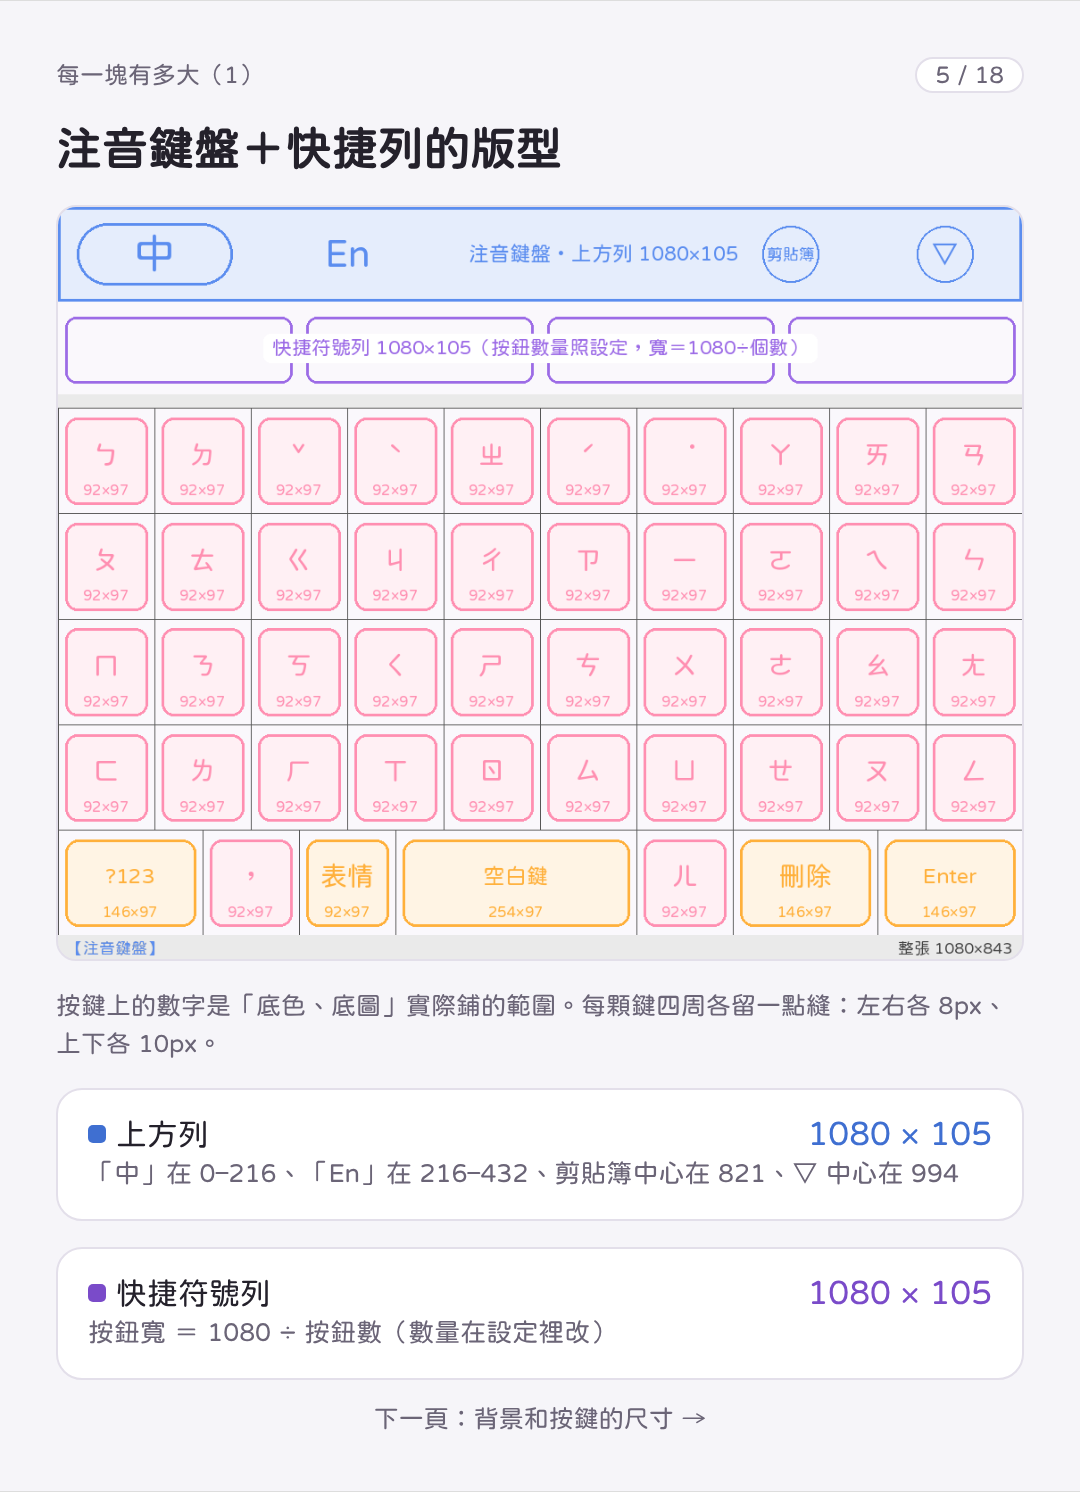 每一塊有多大（1）
5 / 18
注音鍵盤＋快捷列的版型
中 En 注音鍵盤・上方列 1080×105 剪貼簿 ▽
快捷符號列 1080×105（按鈕數量照設定，寬＝1080÷個數）
ㄅ ㄉ ˇ ˋ ㄓ ˊ ˙ ㄚ ㄞ ㄢ
92×97 92×97 92×97 92×97 92×97 92×97 92×97 92×97 92×97 92×97
ㄆ ㄊ ㄍ ㄐ ㄔ ㄗ ㄧ ㄛ ㄟ ㄣ
92×97 92×97 92×97 92×97 92×97 92×97 92×97 92×97 92×97 92×97
ㄇ ㄋ ㄎ ㄑ ㄕ ㄘ ㄨ ㄜ ㄠ ㄤ
92×97 92×97 92×97 92×97 92×97 92×97 92×97 92×97 92×97 92×97
ㄈ ㄌ ㄏ ㄒ ㄖ ㄙ ㄩ ㄝ ㄡ ㄥ
92×97 92×97 92×97 92×97 92×97 92×97 92×97 92×97 92×97 92×97
?123 ， 表情 空白鍵 ㄦ 刪除 Enter
146×97 92×97 92×97 254×97 92×97 146×97 146×97
【注音鍵盤】 整張 1080×843
按鍵上的數字是「底色、底圖」實際鋪的範圍。每顆鍵四周各留一點縫：左右各 8px、
上下各 10px。
上方列 1080 × 105
「中」在 0–216、「En」在 216–432、剪貼簿中心在 821、▽ 中心在 994
快捷符號列 1080 × 105
按鈕寬 ＝ 1080 ÷ 按鈕數（數量在設定裡改）
下一頁：背景和按鍵的尺寸 →